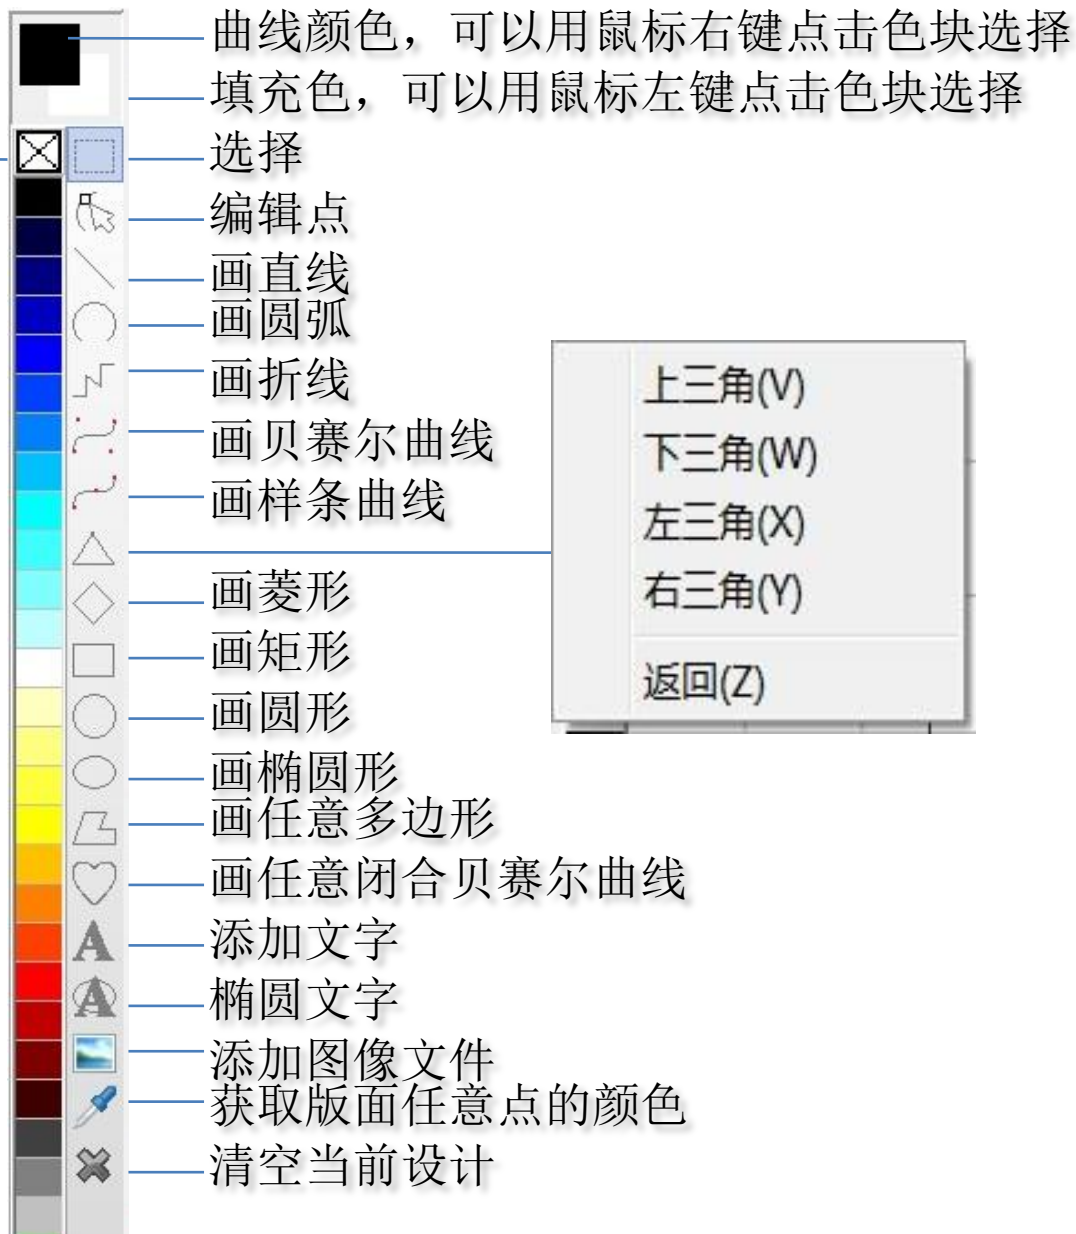 曲线颜色，可以用鼠标右键点击色块选择
填充色，可以用鼠标左键点击色块选择
选择
编辑点
画直线
画圆弧
画折线
画贝赛尔曲线
画样条曲线
画菱形
画矩形
画圆形
画椭圆形
画任意多边形
画任意闭合贝赛尔曲线
添加文字
椭圆文字
添加图像文件
获取版面任意点的颜色
清空当前设计
上三角(V)
下三角(W)
左三角(X)
右三角(Y)
返回(Z)